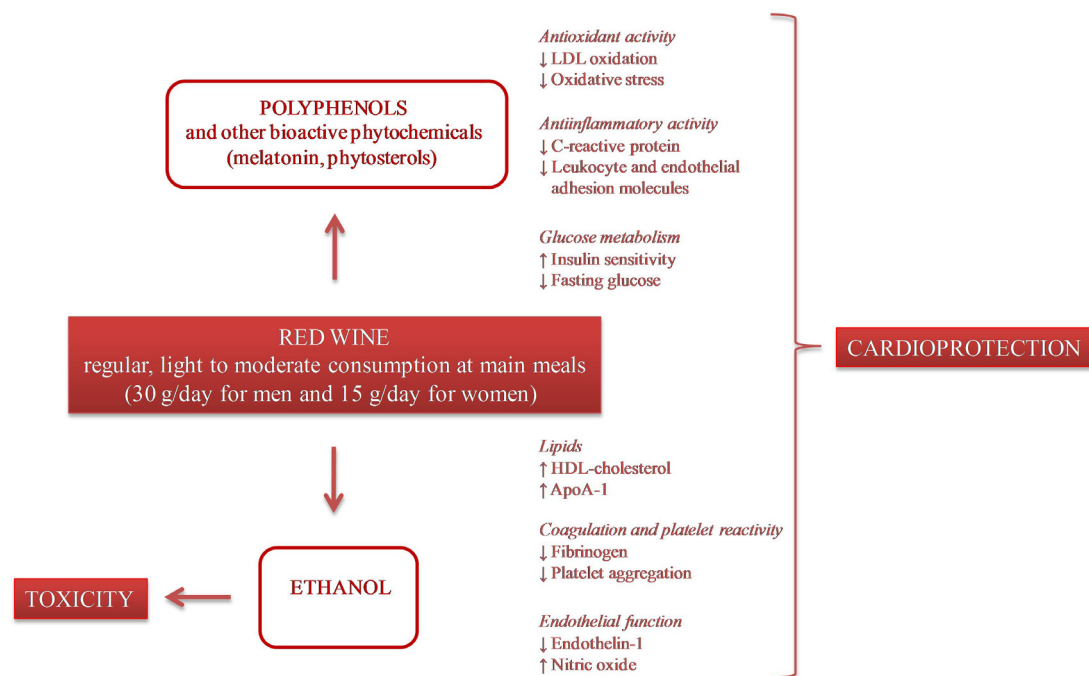 POLYPHENOLS
and other bioactive phytochemicals
(melatonin, phytosterols)
Antioxidant activity
↓ LDL oxidation
↓ Oxidative stress
Antiinflammatory activity
↓ C-reactive protein
↓ Leukocyte and endothelial
adhesion molecules
Glucose metabolism
↑ Insulin sensitivity
↓ Fasting glucose
RED WINE
regular, light to moderate consumption at main meals
(30 g/day for men and 15 g/day for women)
CARDIOPROTECTION
Lipids
↑ HDL-cholesterol
↑ ApoA-1
Coagulation and platelet reactivity
↓ Fibrinogen
↓ Platelet aggregation
Endothelial function
↓ Endothelin-1
↑ Nitric oxide
ETHANOL
TOXICITY